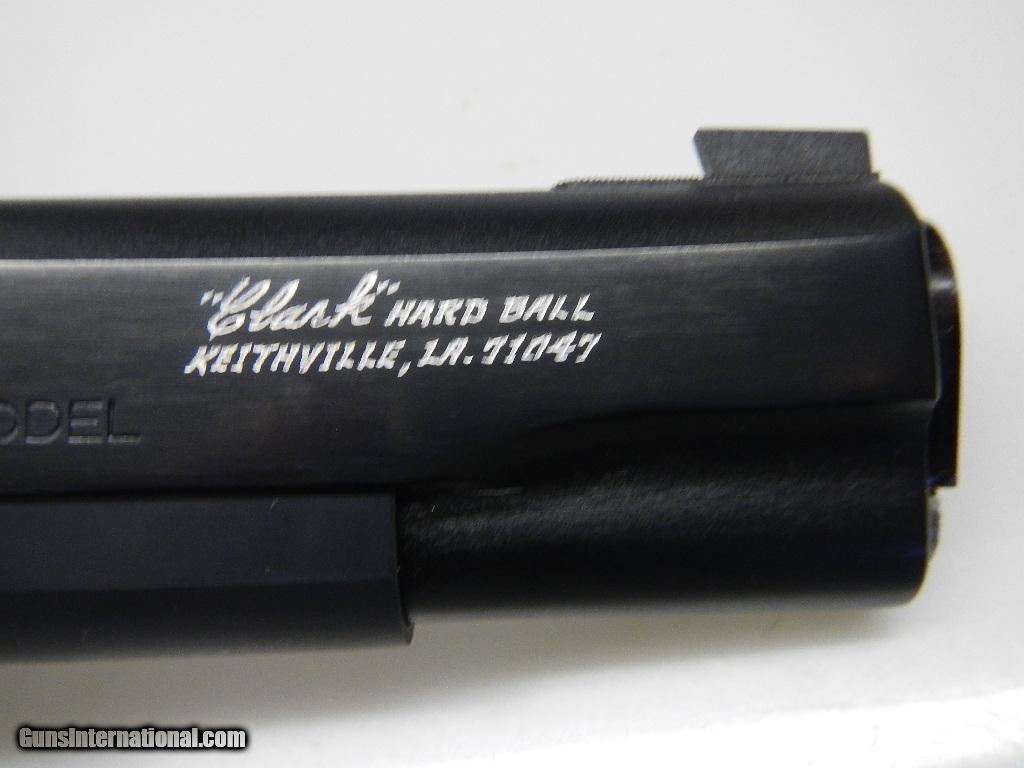 "Clark" HARD BALL
KEITHVILLE, LA. 71047
ODEL
GunsInternational.com